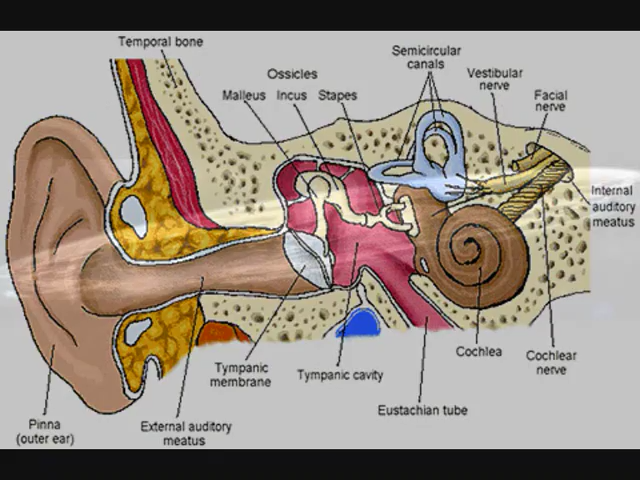 Temporal bone
Semicircular
canals
Ossicles
Malleus Incus Stapes
Vestibular
nerve
Facial
nerve
Internal
auditory
meatus
Cochlea
Cochlear
nerve
Tympanic
membrane
Tympanic cavity
Eustachian tube
Pinna
(outer ear)
External auditory
meatus